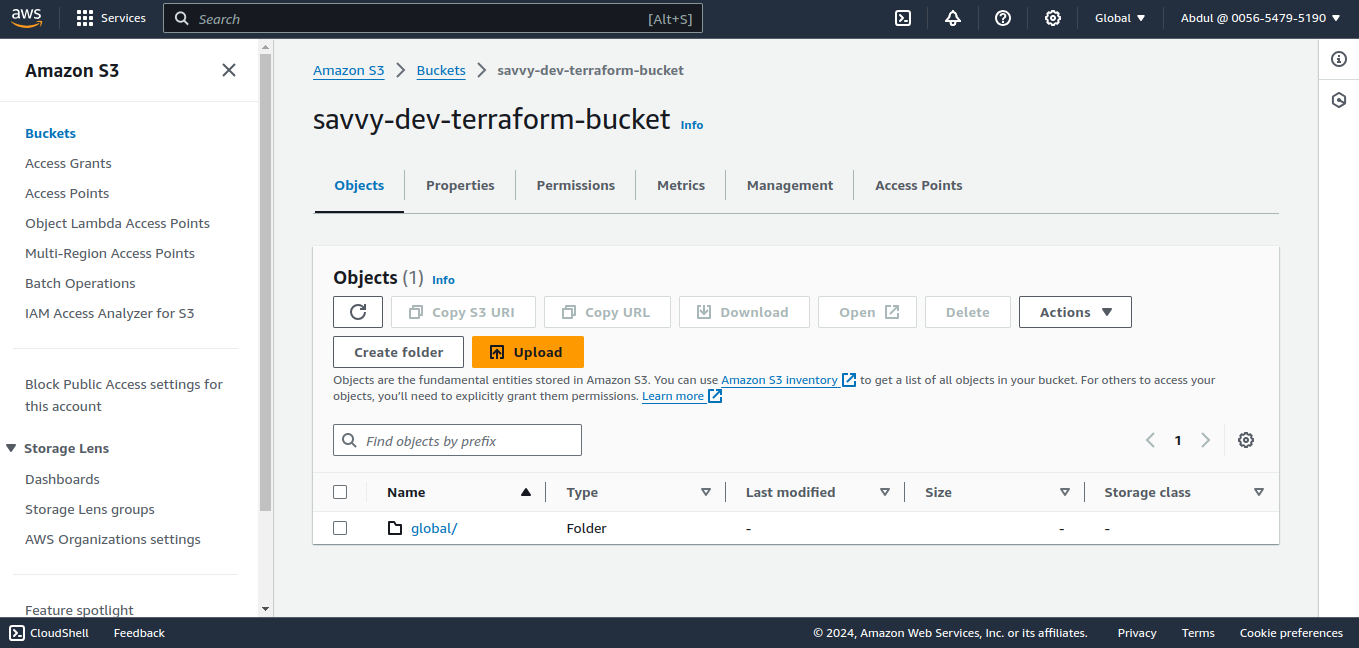 aws
Services
Search
[Alt+S]
Global
Abdul @ 0056-5479-5190
Amazon S3
Buckets
Access Grants
Access Points
Object Lambda Access Points
Multi-Region Access Points
Batch Operations
IAM Access Analyzer for S3
Block Public Access settings for
this account
Storage Lens
Dashboards
Storage Lens groups
AWS Organizations settings
Feature spotlight
Amazon S3 > Buckets > savvy-dev-terraform-bucket
savvy-dev-terraform-bucket Info
Objects Properties Permissions Metrics Management Access Points
Objects (1) Info
Copy S3 URI Copy URL Download Open Delete Actions
Create folder Upload
Objects are the fundamental entities stored in Amazon S3. You can use Amazon S3 inventory to get a list of all objects in your bucket. For others to access your
objects, you'll need to explicitly grant them permissions. Learn more
Find objects by prefix
1
Name Type Last modified Size Storage class
global/ Folder - - -
CloudShell Feedback © 2024, Amazon Web Services, Inc. or its affiliates. Privacy Terms Cookie preferences